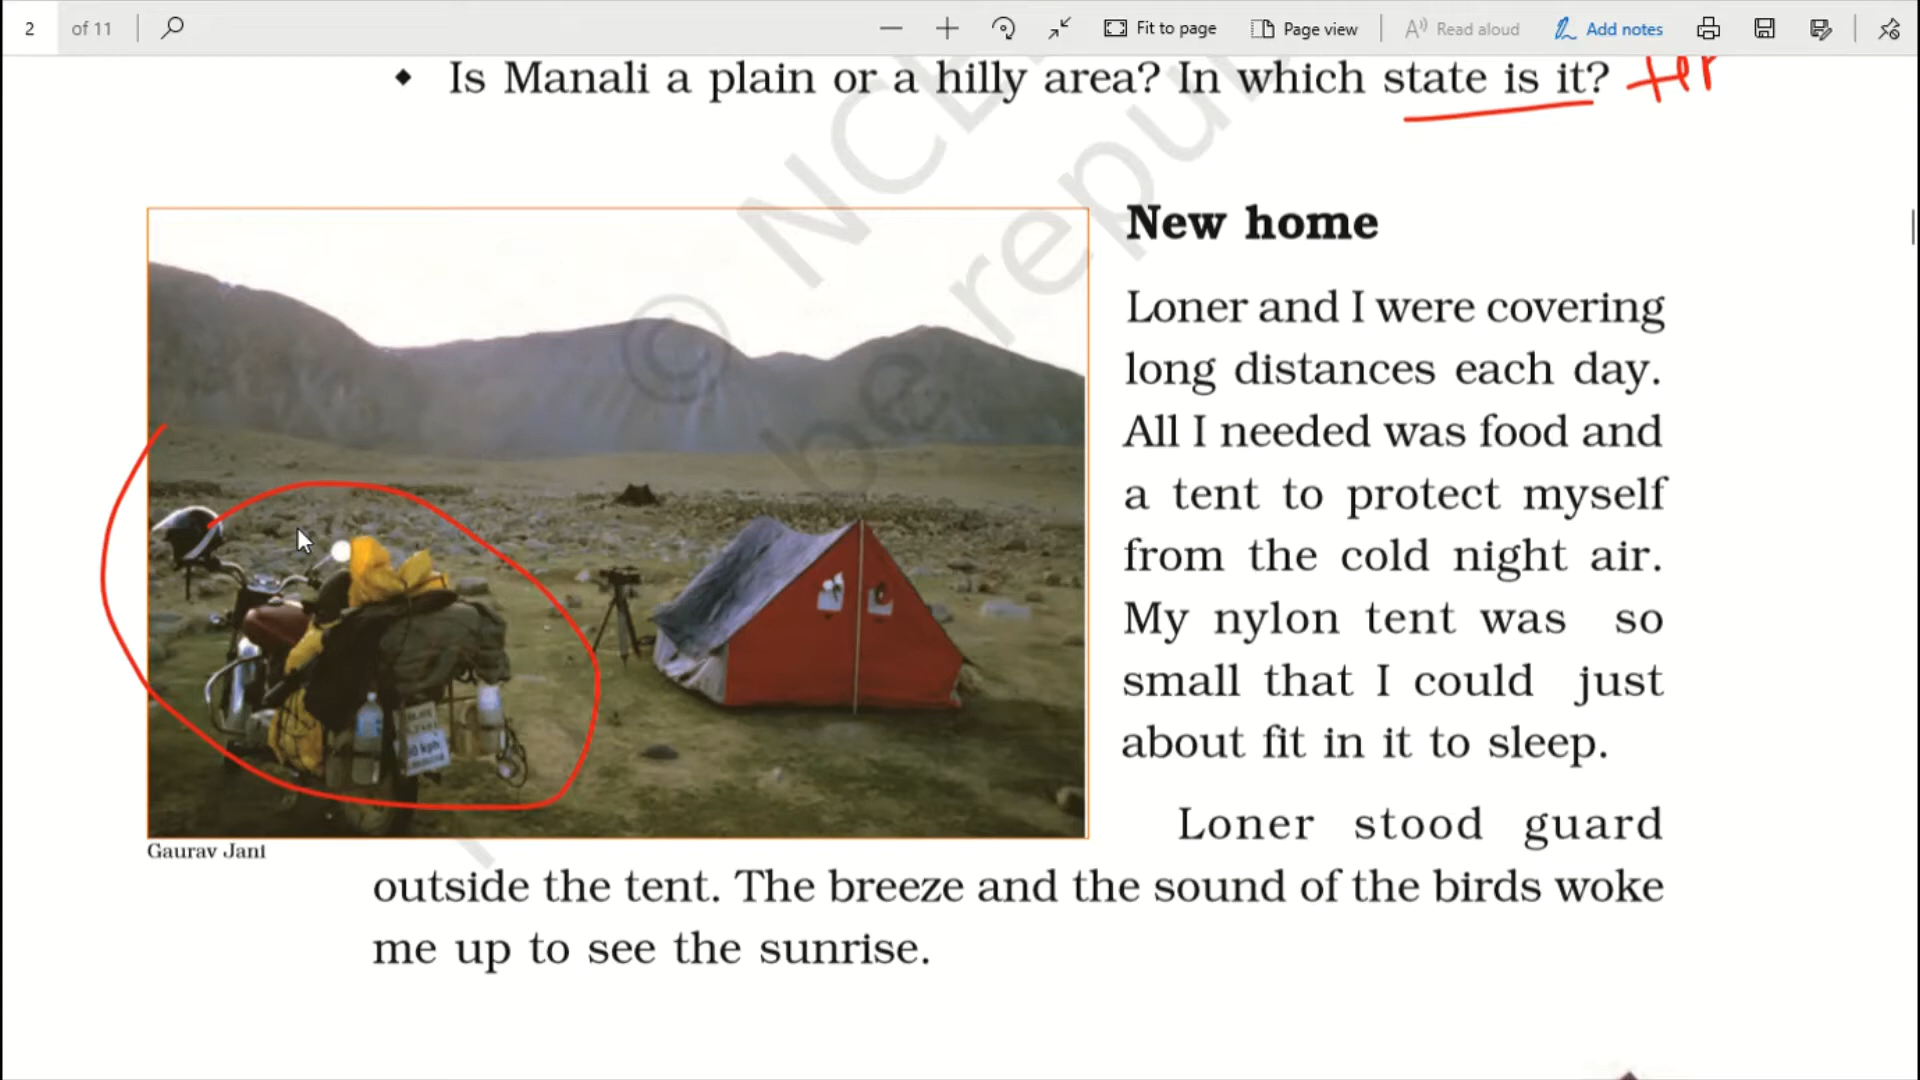 2 of 11 Fit to page Page view Read aloud Add notes
◆ Is Manali a plain or a hilly area? In which state is it?
New home
Loner and I were covering
long distances each day.
All I needed was food and
a tent to protect myself
from the cold night air.
My nylon tent was so
small that I could just
about fit in it to sleep.
Gaurav Jani
Loner stood guard
outside the tent. The breeze and the sound of the birds woke
me up to see the sunrise.